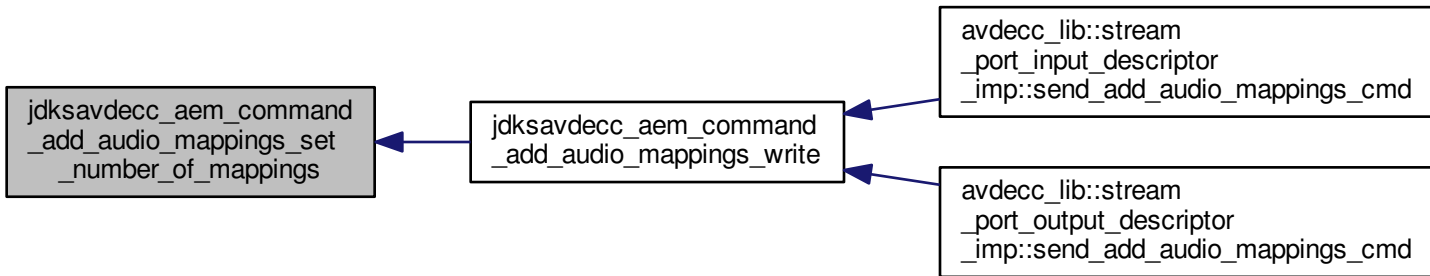 jdksavdecc_aem_command
_add_audio_mappings_set
_number_of_mappings
jdksavdecc_aem_command
_add_audio_mappings_write
avdecc_lib::stream
_port_input_descriptor
_imp::send_add_audio_mappings_cmd
avdecc_lib::stream
_port_output_descriptor
_imp::send_add_audio_mappings_cmd